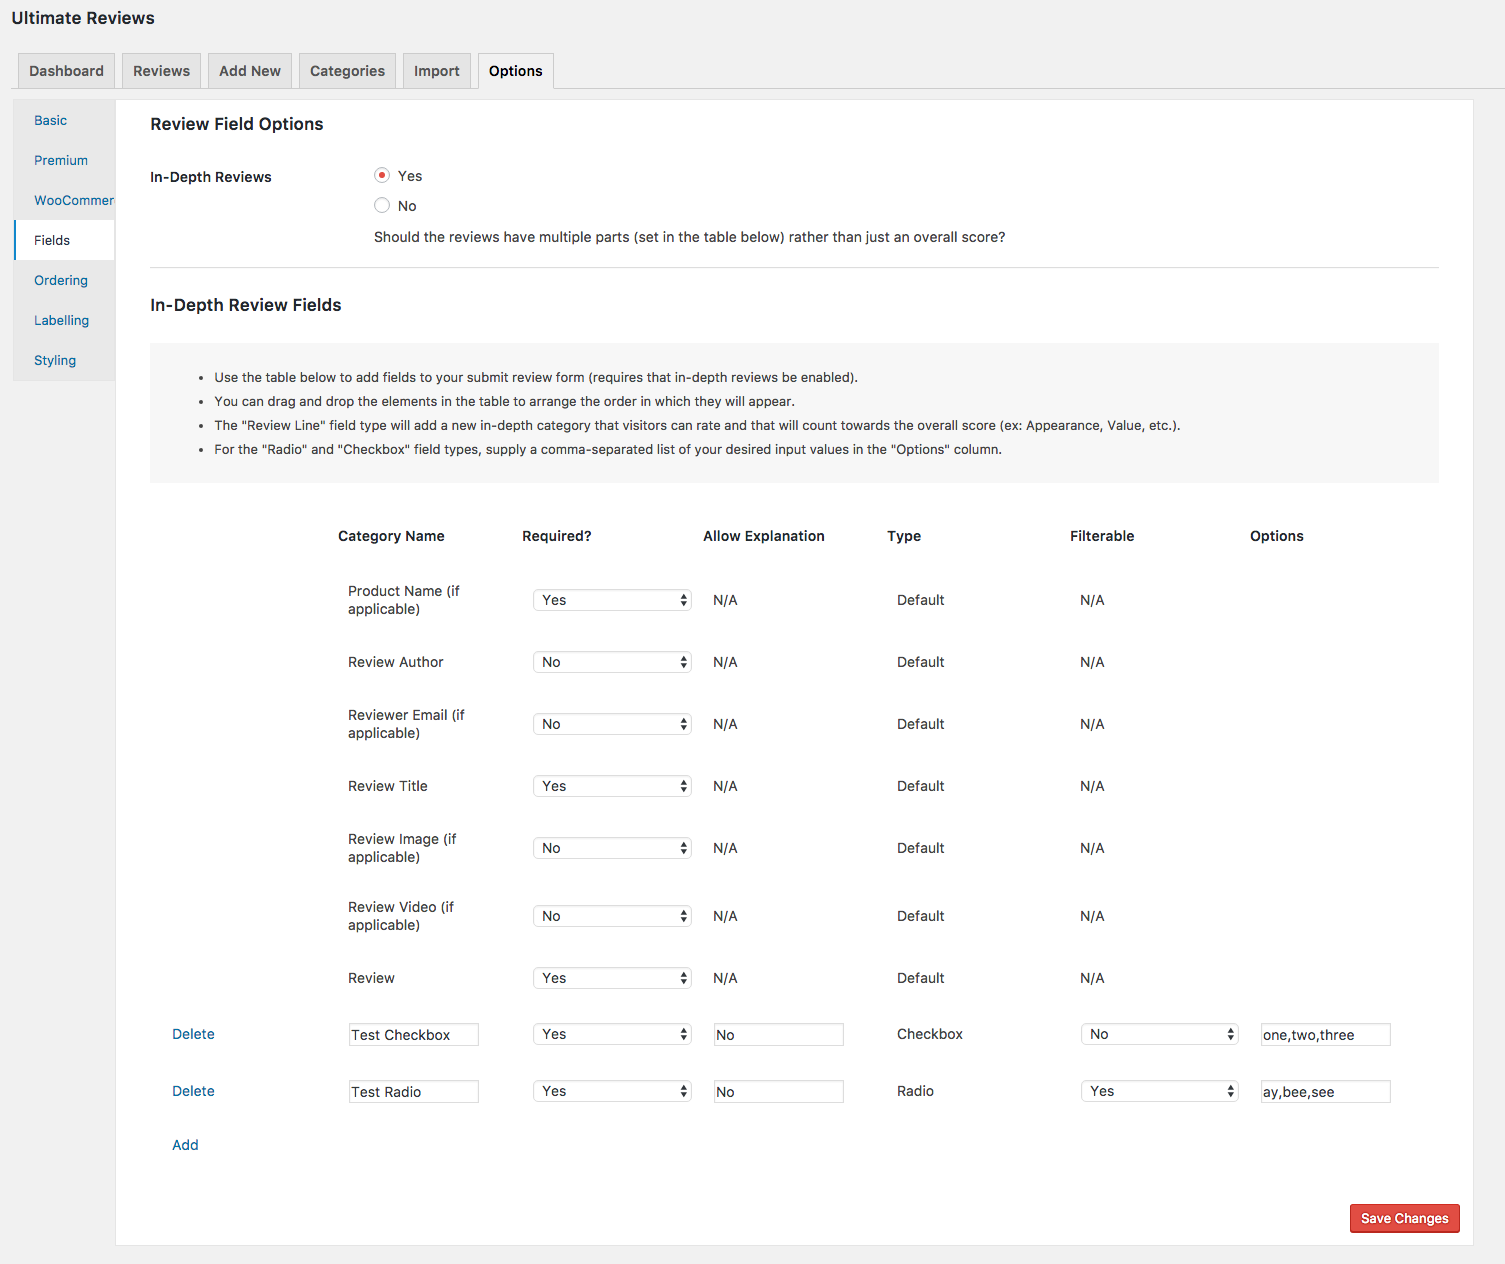 Ultimate Reviews
Dashboard Reviews Add New Categories Import Options
Basic
Premium
WooCommer
Fields
Ordering
Labelling
Styling
Review Field Options
In-Depth Reviews
Yes
No
Should the reviews have multiple parts (set in the table below) rather than just an overall score?
In-Depth Review Fields
• Use the table below to add fields to your submit review form (requires that in-depth reviews be enabled).
• You can drag and drop the elements in the table to arrange the order in which they will appear.
• The "Review Line" field type will add a new in-depth category that visitors can rate and that will count towards the overall score (ex: Appearance, Value, etc.).
• For the "Radio" and "Checkbox" field types, supply a comma-separated list of your desired input values in the "Options" column.
Category Name Required? Allow Explanation Type Filterable Options
Product Name (if
applicable)
Yes N/A Default N/A
Review Author No N/A Default N/A
Reviewer Email (if
applicable)
No N/A Default N/A
Review Title Yes N/A Default N/A
Review Image (if
applicable)
No N/A Default N/A
Review Video (if
applicable)
No N/A Default N/A
Review Yes N/A Default N/A
Delete Test Checkbox Yes No Checkbox No one,two,three
Delete Test Radio Yes No Radio Yes ay,bee,see
Add
Save Changes